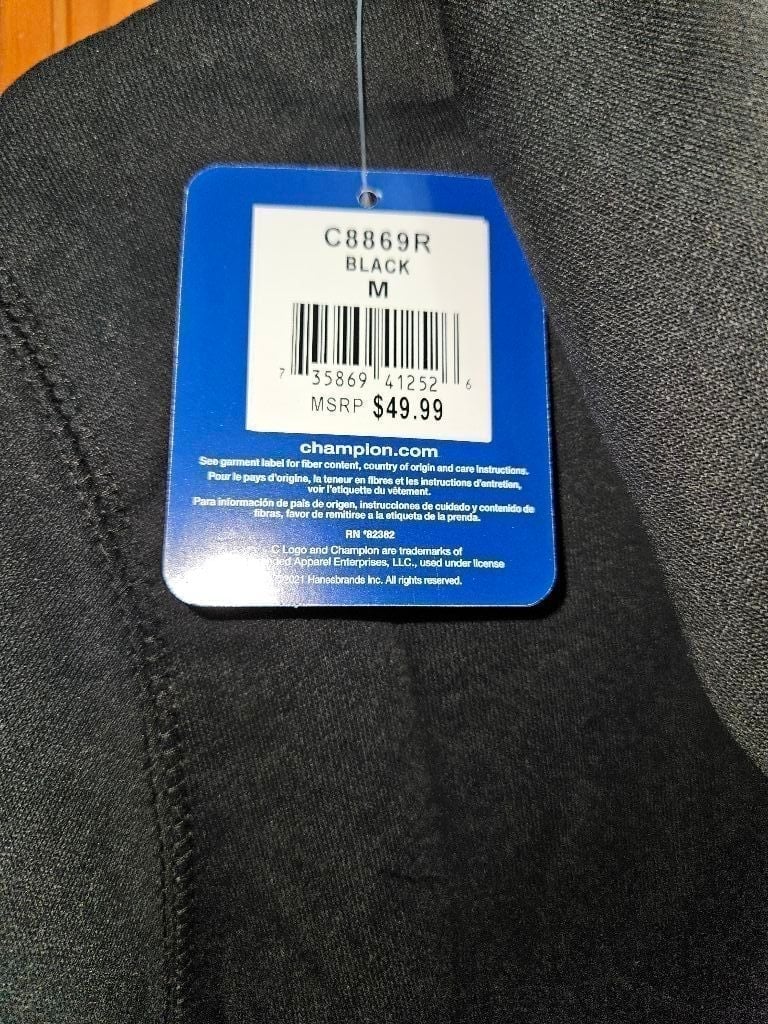 C8869R
BLACK
M
7 35869 41252 6
MSRP $49.99
champion.com
See garment label for fiber content, country of origin and care instructions.
Pour le pays d'origine, la teneur en fibres et les instructions d'entretien,
voir l'etiquette du vêtement.
Para información de pais de origen, instrucciones de cuidado y contenido de
fibras, favor de remitirse a la etiqueta de la prenda.
RN #82382
C Logo and Champion are trademarks of
Apparel Enterprises, LLC., used under license
©2021 Hanesbrands Inc. All rights reserved.